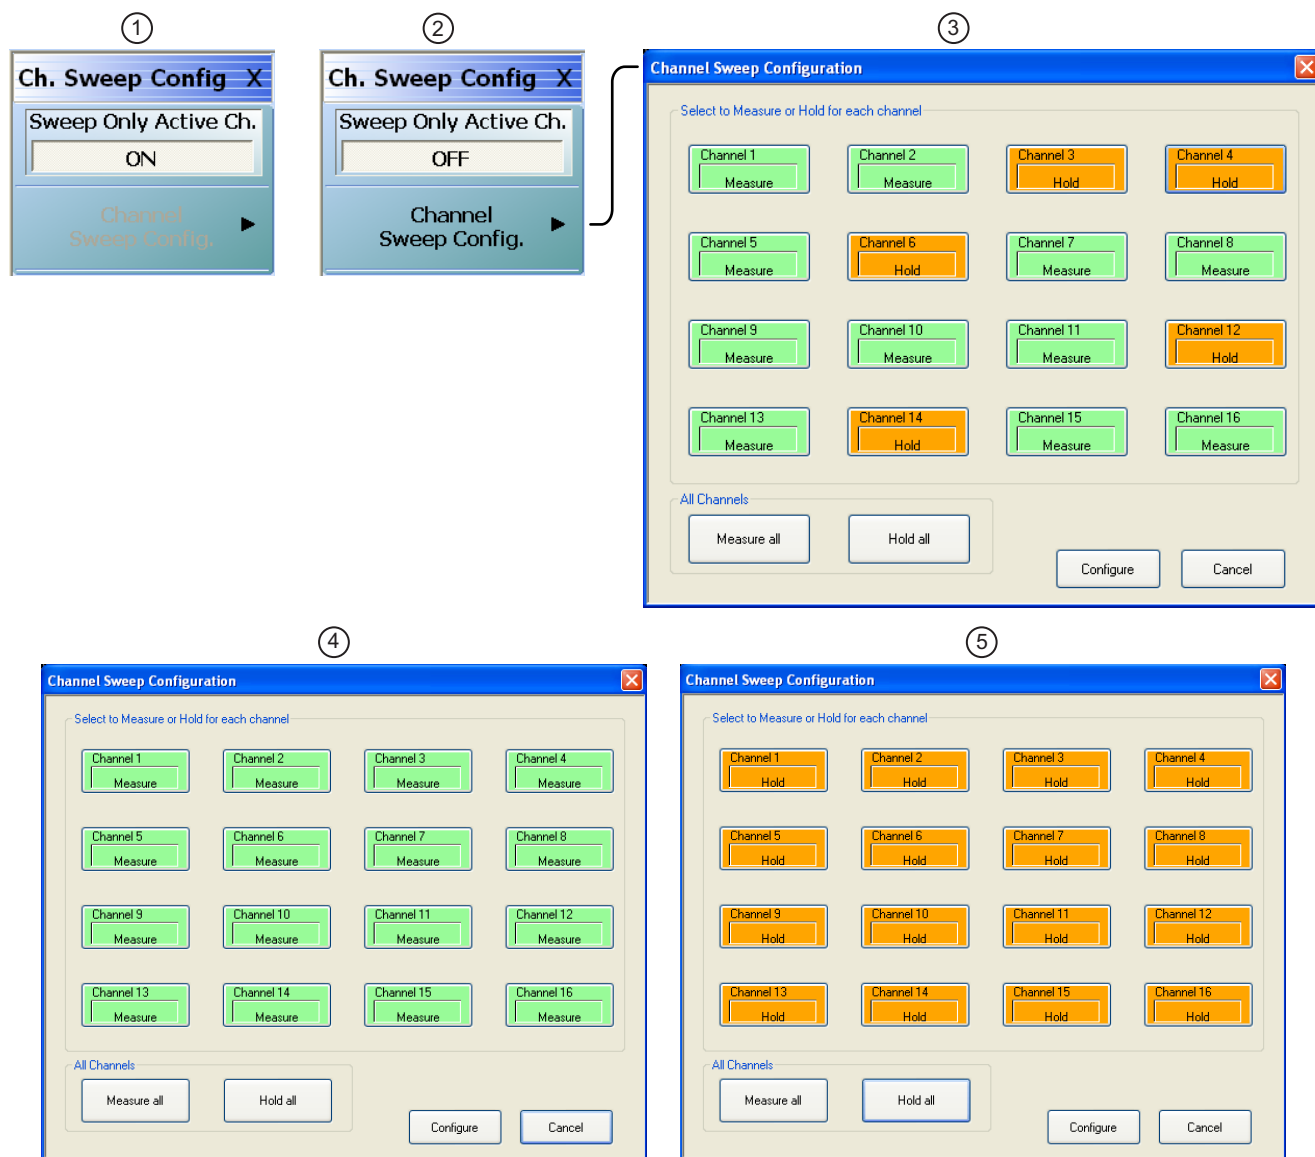 1
2
3
Ch. Sweep Config X
Sweep Only Active Ch.
ON
Channel
Sweep Config.
Ch. Sweep Config X
Sweep Only Active Ch.
OFF
Channel
Sweep Config.
Channel Sweep Configuration
Select to Measure or Hold for each channel
Channel 1
Measure
Channel 2
Measure
Channel 3
Hold
Channel 4
Hold
Channel 5
Measure
Channel 6
Hold
Channel 7
Measure
Channel 8
Measure
Channel 9
Measure
Channel 10
Measure
Channel 11
Measure
Channel 12
Hold
Channel 13
Measure
Channel 14
Hold
Channel 15
Measure
Channel 16
Measure
All Channels
Measure all
Hold all
Configure
Cancel
4
Channel Sweep Configuration
Select to Measure or Hold for each channel
Channel 1
Measure
Channel 2
Measure
Channel 3
Measure
Channel 4
Measure
Channel 5
Measure
Channel 6
Measure
Channel 7
Measure
Channel 8
Measure
Channel 9
Measure
Channel 10
Measure
Channel 11
Measure
Channel 12
Measure
Channel 13
Measure
Channel 14
Measure
Channel 15
Measure
Channel 16
Measure
All Channels
Measure all
Hold all
Configure
Cancel
5
Channel Sweep Configuration
Select to Measure or Hold for each channel
Channel 1
Hold
Channel 2
Hold
Channel 3
Hold
Channel 4
Hold
Channel 5
Hold
Channel 6
Hold
Channel 7
Hold
Channel 8
Hold
Channel 9
Hold
Channel 10
Hold
Channel 11
Hold
Channel 12
Hold
Channel 13
Hold
Channel 14
Hold
Channel 15
Hold
Channel 16
Hold
All Channels
Measure all
Hold all
Configure
Cancel